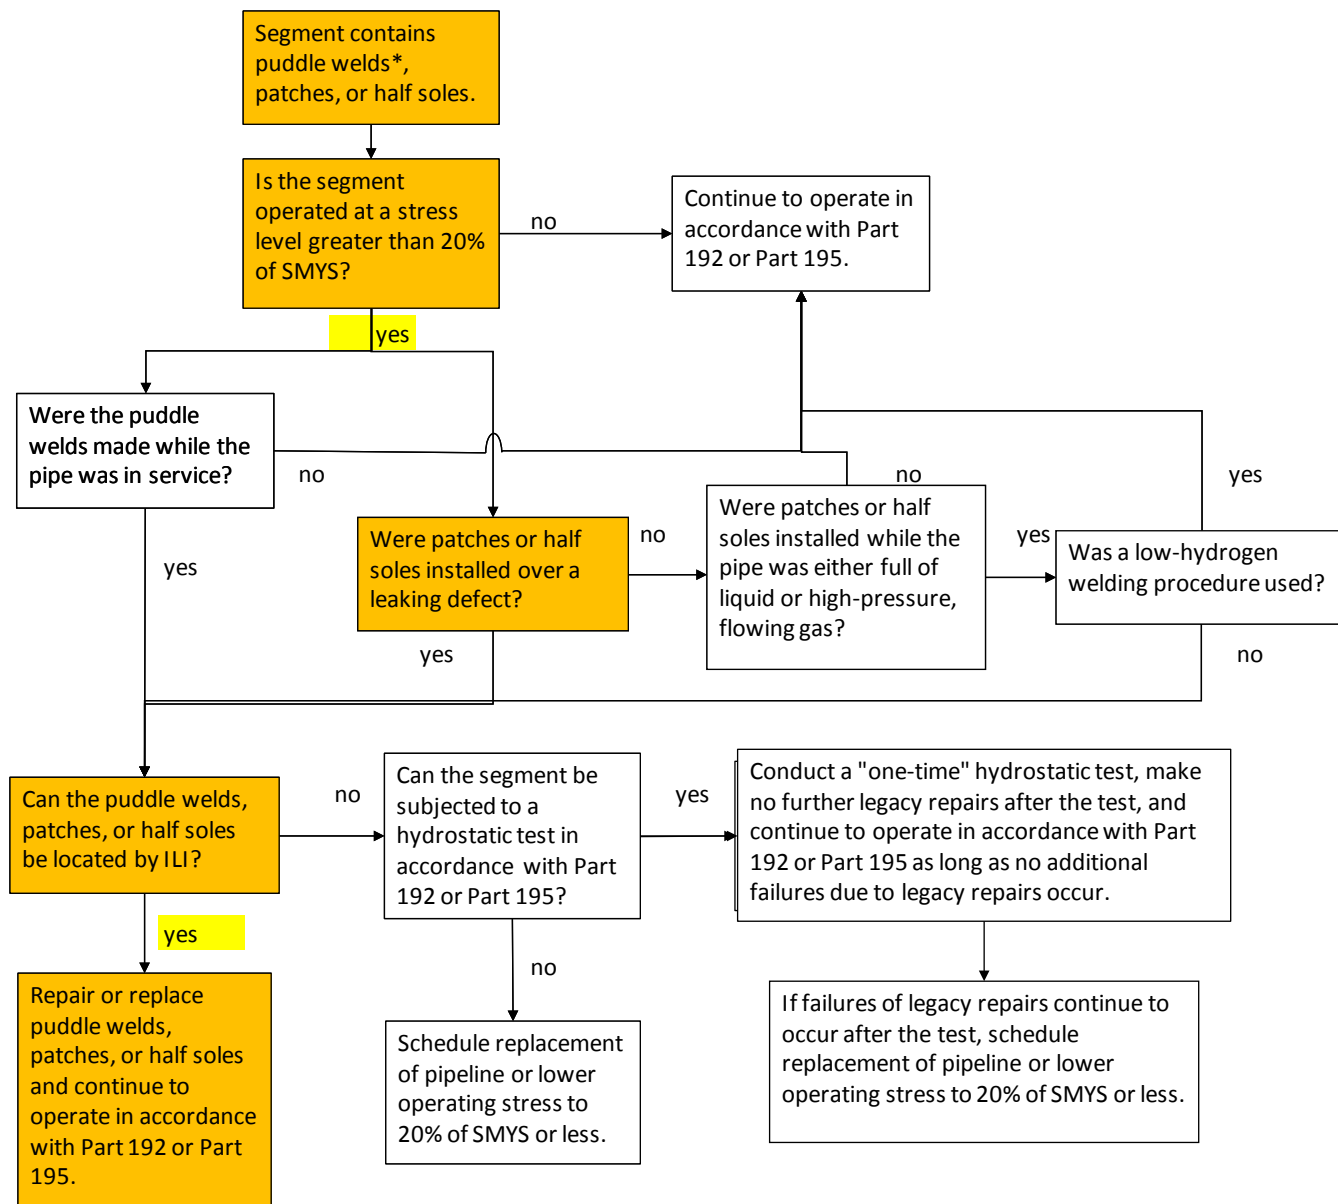 Segment contains
puddle welds*,
patches, or half soles.
Is the segment
operated at a stress
level greater than 20%
of SMYS?
no
Continue to operate in
accordance with Part
192 or Part 195.
yes
Were the puddle
welds made while the
pipe was in service?
no
yes
Were patches or half
soles installed over a
leaking defect?
no
yes
Were patches or half
soles installed while the
pipe was either full of
liquid or high-pressure,
flowing gas?
no
yes
Was a low-hydrogen
welding procedure used?
yes
no
Can the puddle welds,
patches, or half soles
be located by ILI?
no
yes
Can the segment be
subjected to a
hydrostatic test in
accordance with Part
192 or Part 195?
yes
no
Conduct a "one-time" hydrostatic test, make
no further legacy repairs after the test, and
continue to operate in accordance with Part
192 or Part 195 as long as no additional
failures due to legacy repairs occur.
Repair or replace
puddle welds,
patches, or half soles
and continue to
operate in accordance
with Part 192 or Part
195.
Schedule replacement
of pipeline or lower
operating stress to
20% of SMYS or less.
If failures of legacy repairs continue to
occur after the test, schedule
replacement of pipeline or lower
operating stress to 20% of SMYS or less.